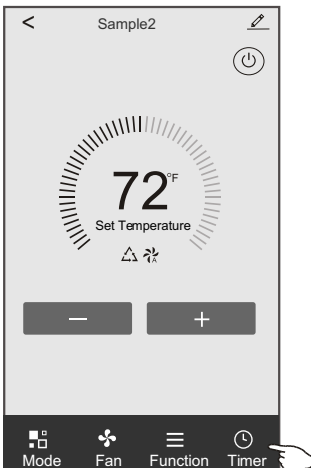 < Sample2
72°F
Set Temperature
A
Mode Fan Function Timer